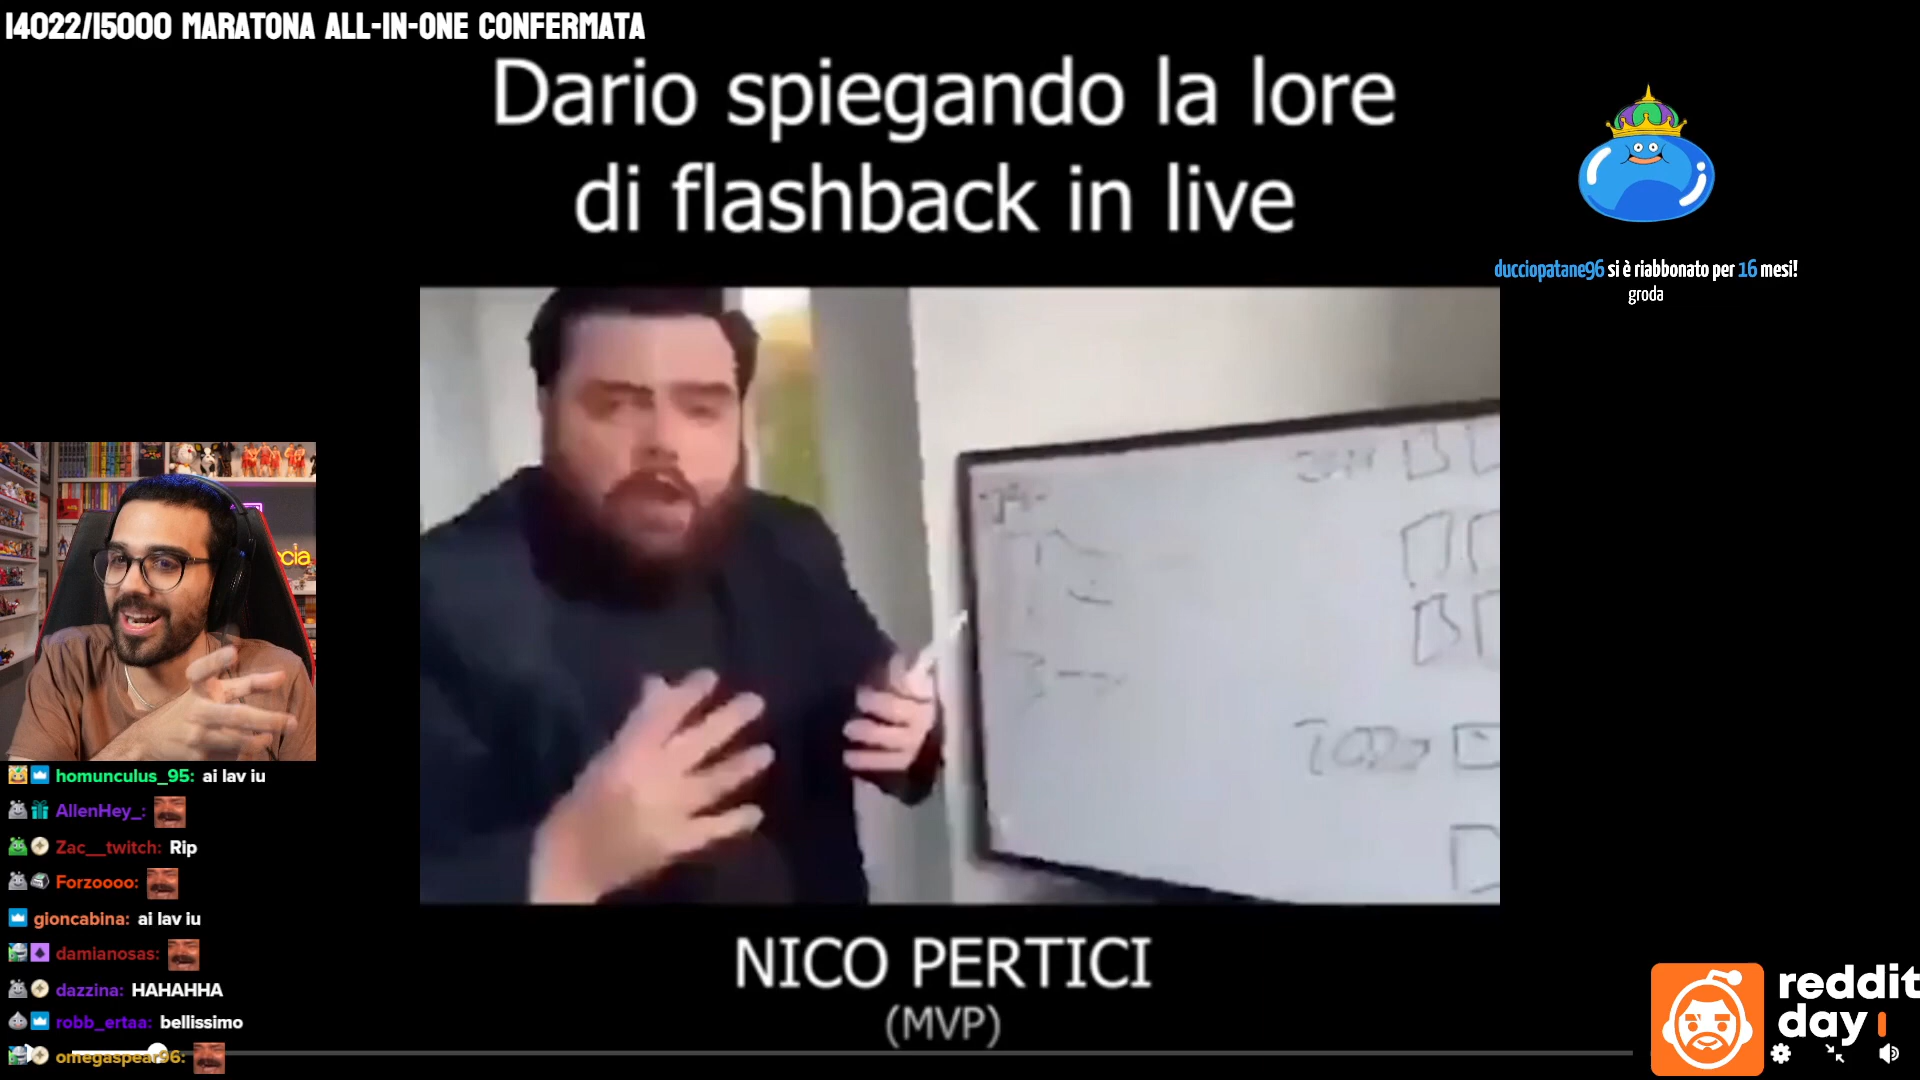 14022/15000 MARATONA ALL-IN-ONE CONFERMATA
Dario spiegando la lore
di flashback in live
ducciopatane96 si è riabbonato per 16 mesi!
groda
cia
homunculus_95: ai lav iu
AllenHey_:
Zac__twitch: Rip
Forzoooo:
gioncabina: ai lav iu
damianosas:
dazzina: HAHAHHA
robb_ertaa: bellissimo
omegaspear96:
NICO PERTICI
(MVP)
reddit
day